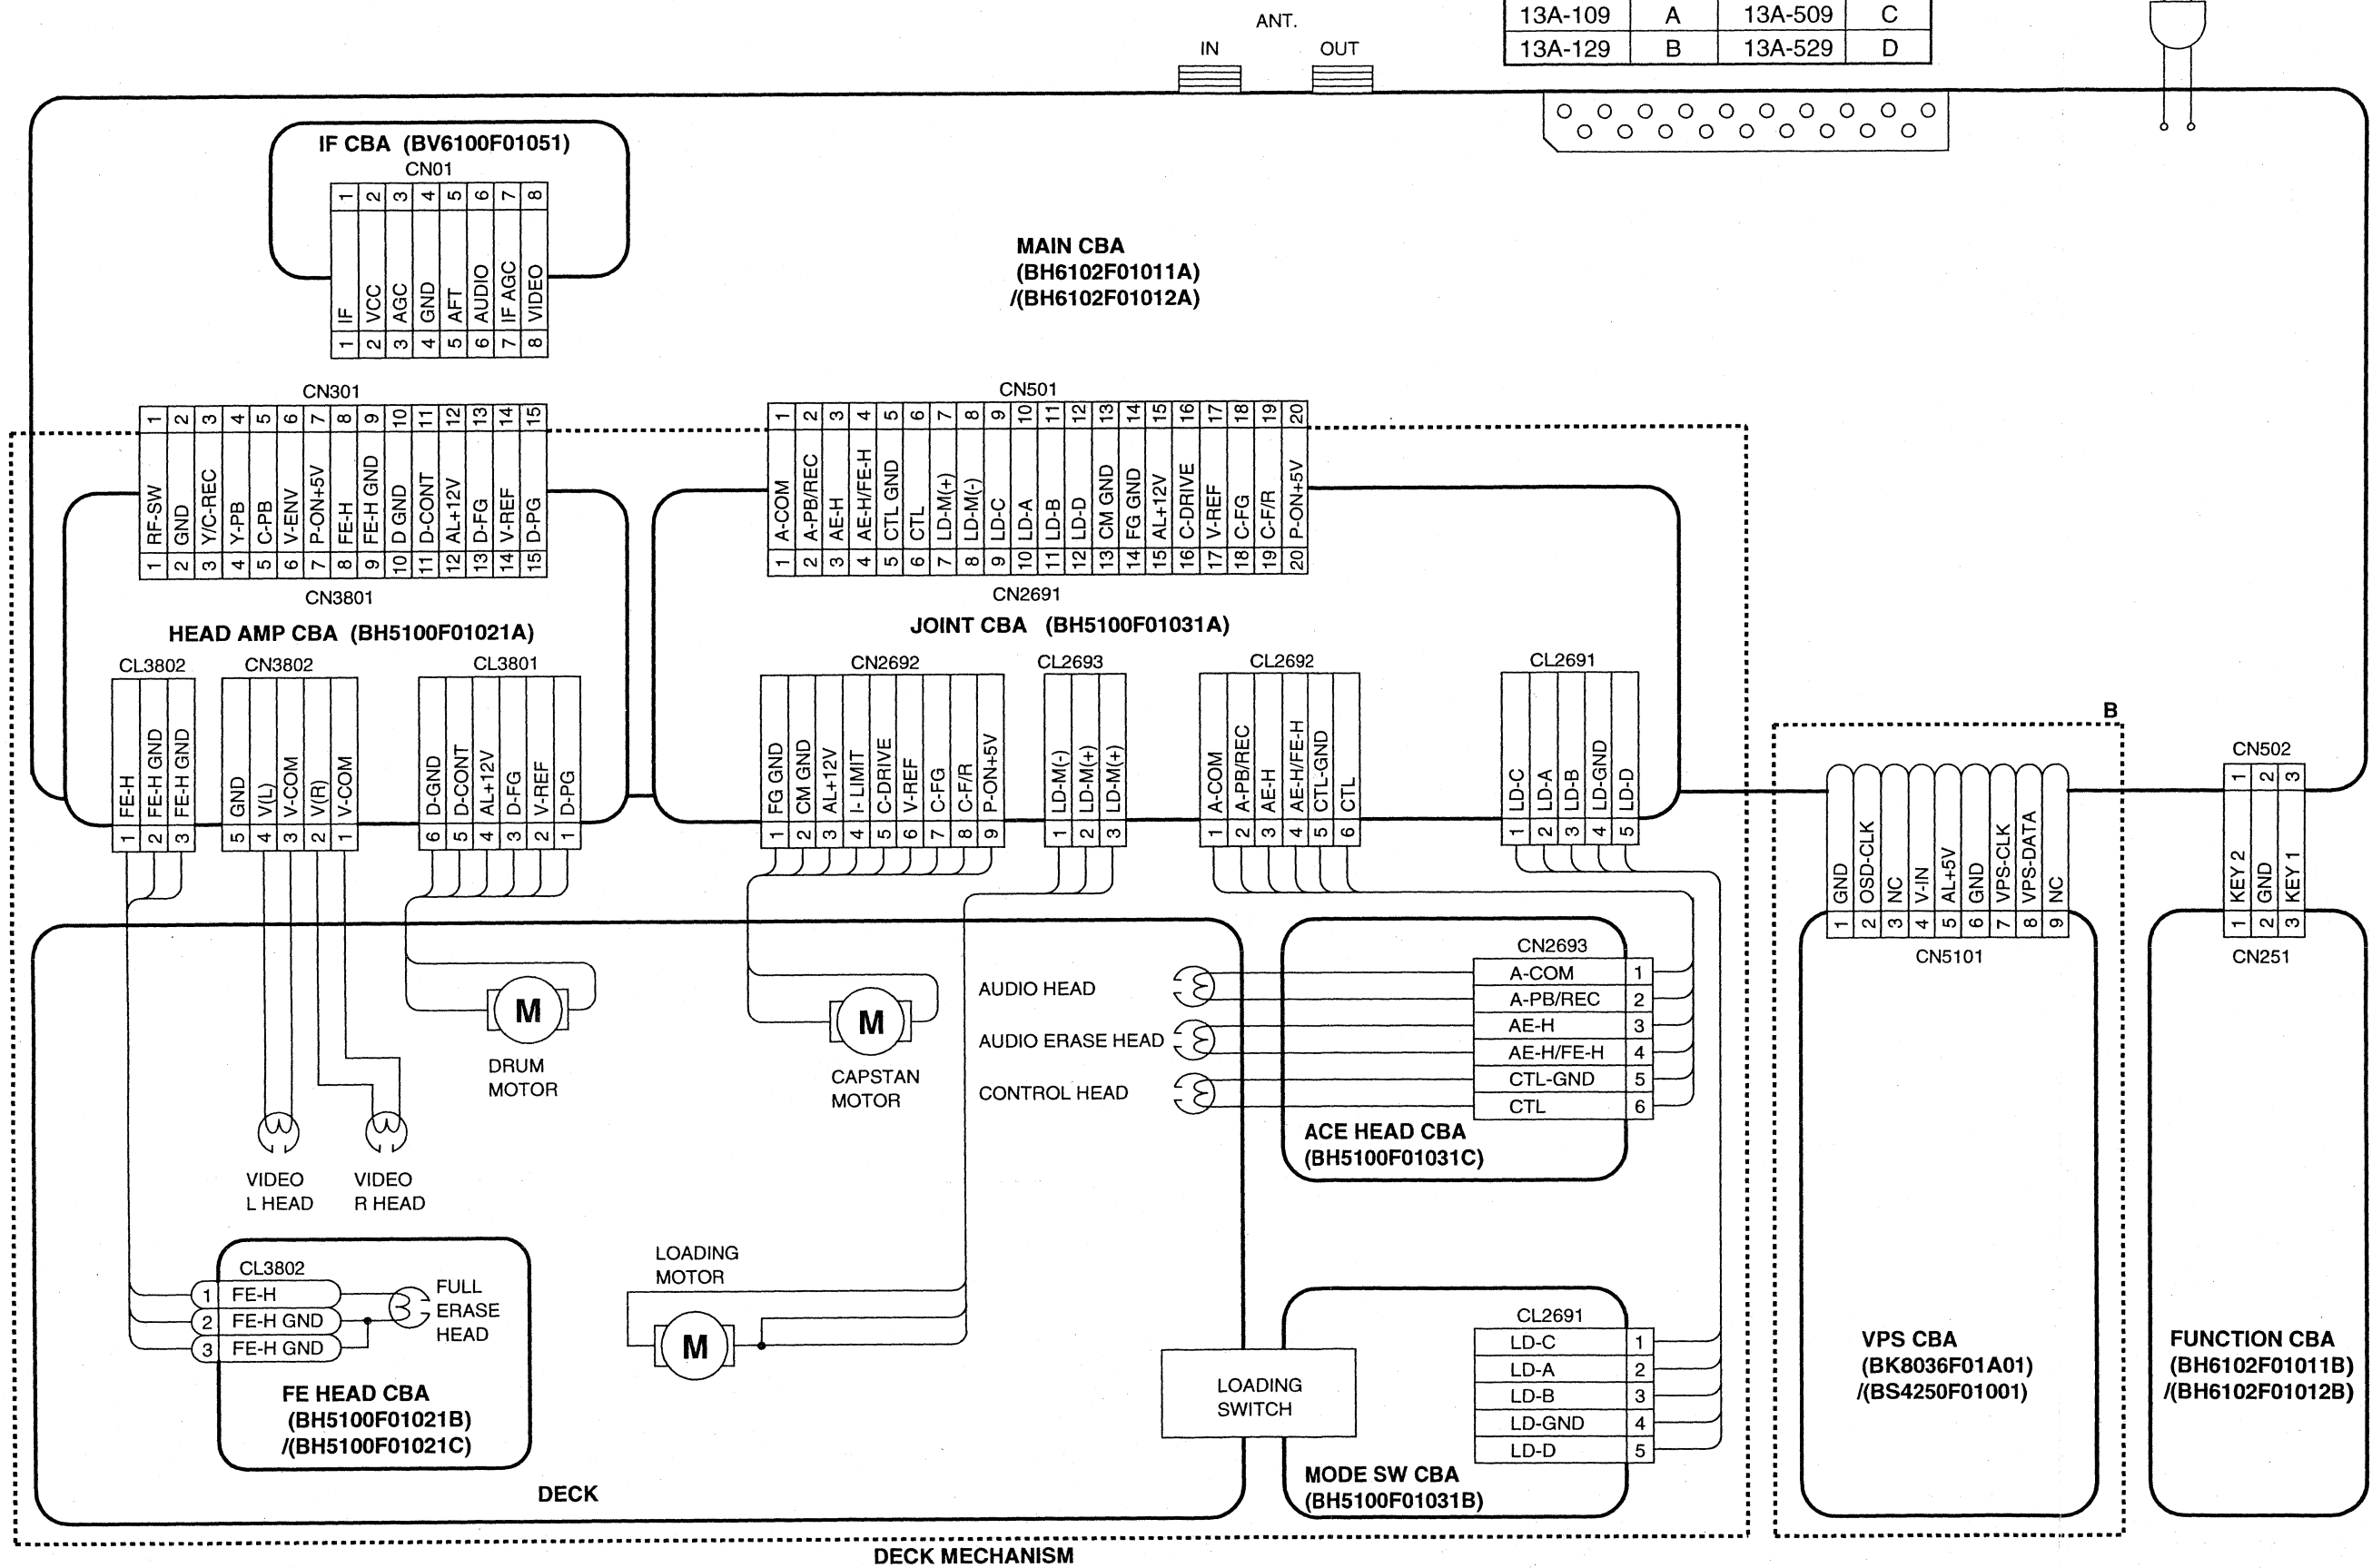 ANT.
IN OUT
13A-109 A 13A-509 C
13A-129 B 13A-529 D
IF CBA (BV6100F01051)
CN01
1 2 3 4 5 6 7 8
IF VCC AGC GND AFT AUDIO IF AGC VIDEO
1 2 3 4 5 6 7 8
MAIN CBA
(BH6102F01011A)
/(BH6102F01012A)
CN301
1 2 3 4 5 6 7 8 9 10 11 12 13 14 15
RF-SW GND Y/C-REC Y-PB C-PB V-ENV P-ON+5V FE-H FE-H GND D GND D-CONT AL+12V D-FG V-REF D-PG
1 2 3 4 5 6 7 8 9 10 11 12 13 14 15
CN3801
HEAD AMP CBA (BH5100F01021A)
CN501
1 2 3 4 5 6 7 8 9 10 11 12 13 14 15 16 17 18 19 20
A-COM A-PB/REC AE-H AE-H/FE-H CTL GND CTL LD-M(+) LD-M(-) LD-C LD-A LD-B LD-D CM GND FG GND AL+12V C-DRIVE V-REF C-FG C-F/R P-ON+5V
1 2 3 4 5 6 7 8 9 10 11 12 13 14 15 16 17 18 19 20
CN2691
JOINT CBA (BH5100F01031A)
CL3802
FE-H FE-H GND FE-H GND
1 2 3
CN3802
GND V(L) V-COM V(R) V-COM
5 4 3 2 1
CL3801
D-GND D-CONT AL+12V D-FG V-REF D-PG
6 5 4 3 2 1
CN2692
FG GND CM GND AL+12V I- LIMIT C-DRIVE V-REF C-FG C-F/R P-ON+5V
1 2 3 4 5 6 7 8 9
CL2693
LD-M(-) LD-M(+) LD-M(+)
1 2 3
CL2692
A-COM A-PB/REC AE-H AE-H/FE-H CTL-GND CTL
1 2 3 4 5 6
CL2691
LD-C LD-A LD-B LD-GND LD-D
1 2 3 4 5
B
GND OSD-CLK NC V-IN AL+5V GND VPS-CLK VPS-DATA NC
1 2 3 4 5 6 7 8 9
CN5101
CN502
1 2 3
KEY 2 GND KEY 1
1 2 3
CN251
M
DRUM
MOTOR
M
CAPSTAN
MOTOR
AUDIO HEAD
AUDIO ERASE HEAD
CONTROL HEAD
CN2693
A-COM 1
A-PB/REC 2
AE-H 3
AE-H/FE-H 4
CTL-GND 5
CTL 6
ACE HEAD CBA
(BH5100F01031C)
VIDEO
L HEAD
VIDEO
R HEAD
CL3802
1 FE-H
2 FE-H GND
3 FE-H GND
FULL
ERASE
HEAD
FE HEAD CBA
(BH5100F01021B)
/(BH5100F01021C)
LOADING
MOTOR
M
LOADING
SWITCH
CL2691
LD-C 1
LD-A 2
LD-B 3
LD-GND 4
LD-D 5
MODE SW CBA
(BH5100F01031B)
VPS CBA
(BK8036F01A01)
/(BS4250F01001)
FUNCTION CBA
(BH6102F01011B)
/(BH6102F01012B)
DECK
DECK MECHANISM